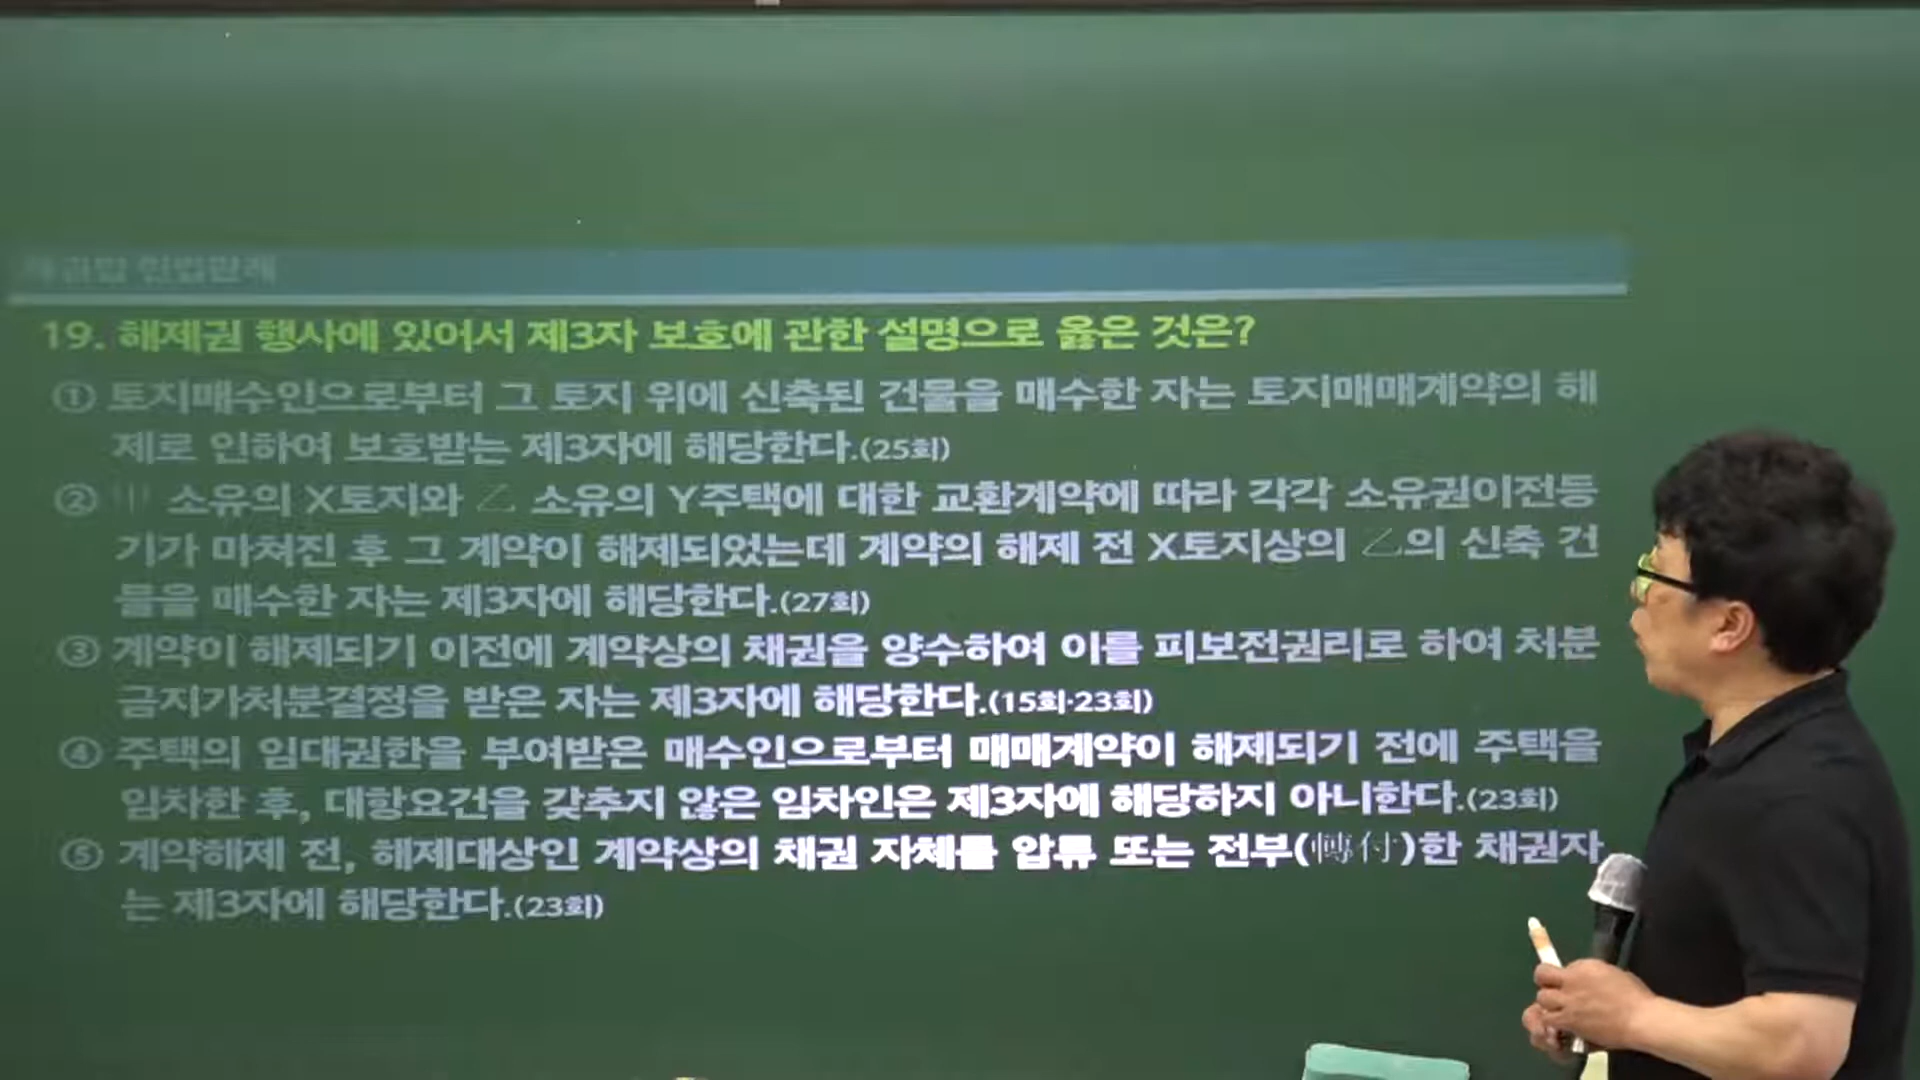 19. 해제권 행사에 있어서 제3자 보호에 관한 설명으로 옳은 것은?
① 토지매수인으로부터 그 토지 위에 신축된 건물을 매수한 자는 토지매매계약의 해
제로 인하여 보호받는 제3자에 해당한다.(25회)
② 소유의 X토지와 乙 소유의 Y주택에 대한 교환계약에 따라 각각 소유권이전등
기가 마쳐진 후 그 계약이 해제되었는데 계약의 해제 전 X토지상의 乙의 신축 건
물을 매수한 자는 제3자에 해당한다.(27회)
③ 계약이 해제되기 이전에 계약상의 채권을 양수하여 이를 피보전권리로 하여 처분
금지가처분결정을 받은 자는 제3자에 해당한다.(15회·23회)
④ 주택의 임대권한을 부여받은 매수인으로부터 매매계약이 해제되기 전에 주택을
임차한 후, 대항요건을 갖추지 않은 임차인은 제3자에 해당하지 아니한다.(23회)
⑤ 계약해제 전, 해제대상인 계약상의 채권 자체를 압류 또는 전부(轉付)한 채권자
는 제3자에 해당한다.(23회)